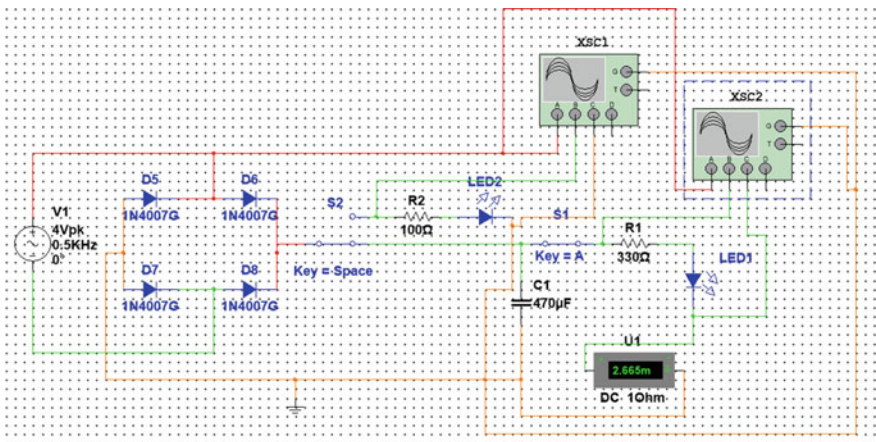 XSC1
G
T
A B C D
XSC2
G
T
A B C D
D5
D6
1N4007G
1N4007G
V1
4Vpk
0.5KHz
0°
D7
D8
1N4007G
1N4007G
S2
Key = Space
R2
100Ω
LED2
S1
Key = A
R1
330Ω
LED1
C1
470µF
U1
2.665m
DC 1Ohm